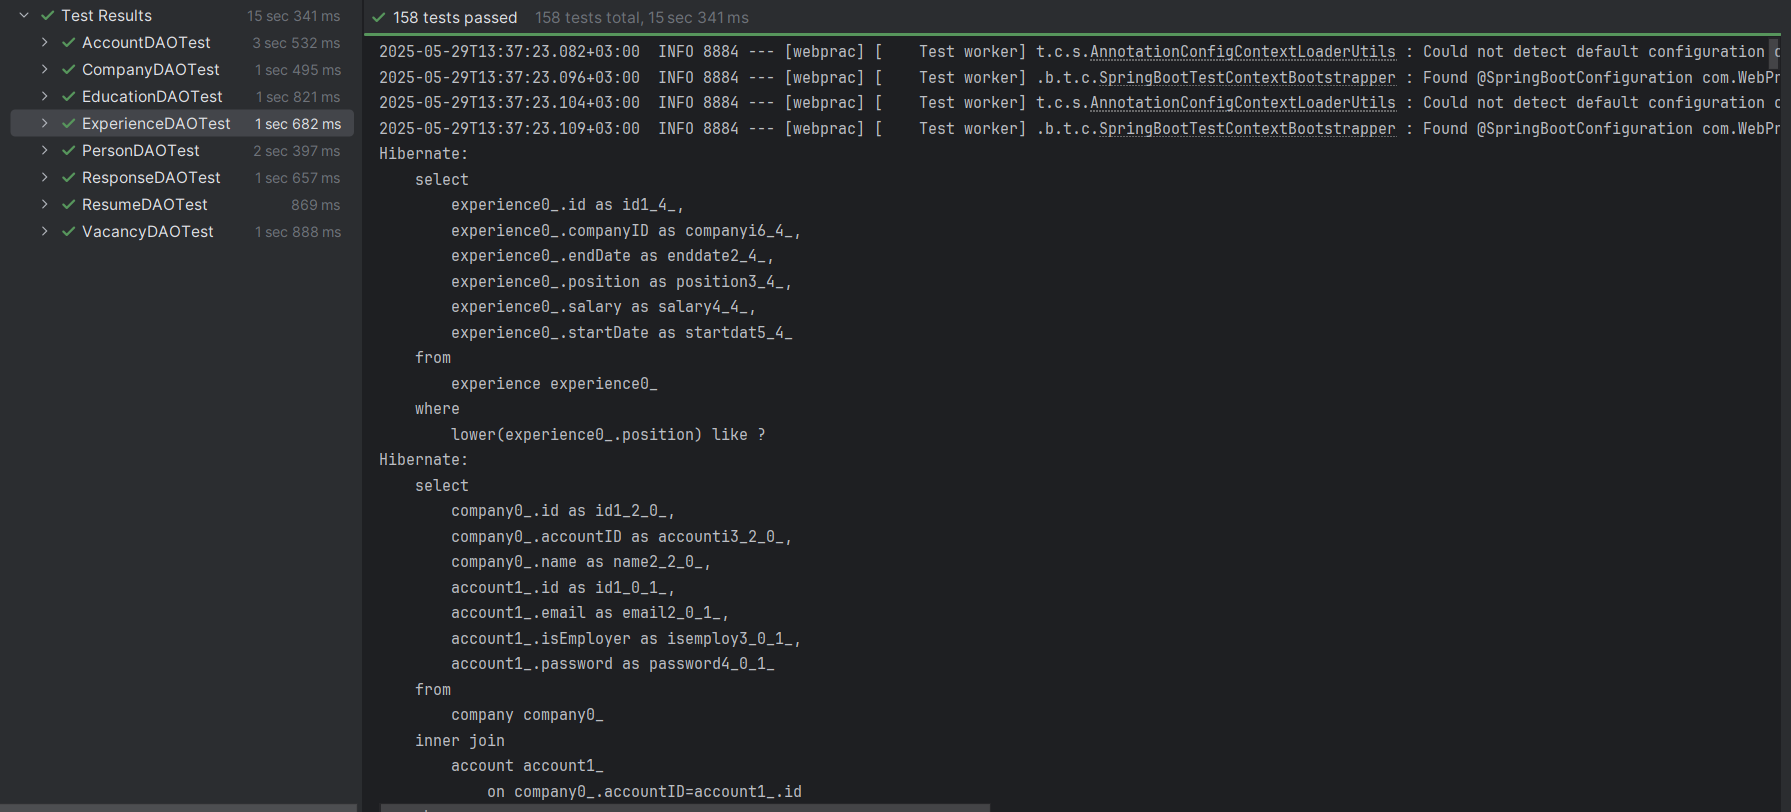 Test Results 15 sec 341 ms
AccountDAOTest 3 sec 532 ms
CompanyDAOTest 1 sec 495 ms
EducationDAOTest 1 sec 821 ms
ExperienceDAOTest 1 sec 682 ms
PersonDAOTest 2 sec 397 ms
ResponseDAOTest 1 sec 657 ms
ResumeDAOTest 869 ms
VacancyDAOTest 1 sec 888 ms
158 tests passed 158 tests total, 15 sec 341 ms
2025-05-29T13:37:23.082+03:00  INFO 8884 --- [webprac] [    Test worker] t.c.s.AnnotationConfigContextLoaderUtils : Could not detect default configuration
2025-05-29T13:37:23.096+03:00  INFO 8884 --- [webprac] [    Test worker] .b.t.c.SpringBootTestContextBootstrapper : Found @SpringBootConfiguration com.WebPr
2025-05-29T13:37:23.104+03:00  INFO 8884 --- [webprac] [    Test worker] t.c.s.AnnotationConfigContextLoaderUtils : Could not detect default configuration
2025-05-29T13:37:23.109+03:00  INFO 8884 --- [webprac] [    Test worker] .b.t.c.SpringBootTestContextBootstrapper : Found @SpringBootConfiguration com.WebPr
Hibernate:
    select
        experience0_.id as id1_4_,
        experience0_.companyID as companyi6_4_,
        experience0_.endDate as enddate2_4_,
        experience0_.position as position3_4_,
        experience0_.salary as salary4_4_,
        experience0_.startDate as startdat5_4_
    from
        experience experience0_
    where
        lower(experience0_.position) like ?
Hibernate:
    select
        company0_.id as id1_2_0_,
        company0_.accountID as accounti3_2_0_,
        company0_.name as name2_2_0_,
        account1_.id as id1_0_1_,
        account1_.email as email2_0_1_,
        account1_.isEmployer as isemploy3_0_1_,
        account1_.password as password4_0_1_
    from
        company company0_
    inner join
        account account1_
            on company0_.accountID=account1_.id